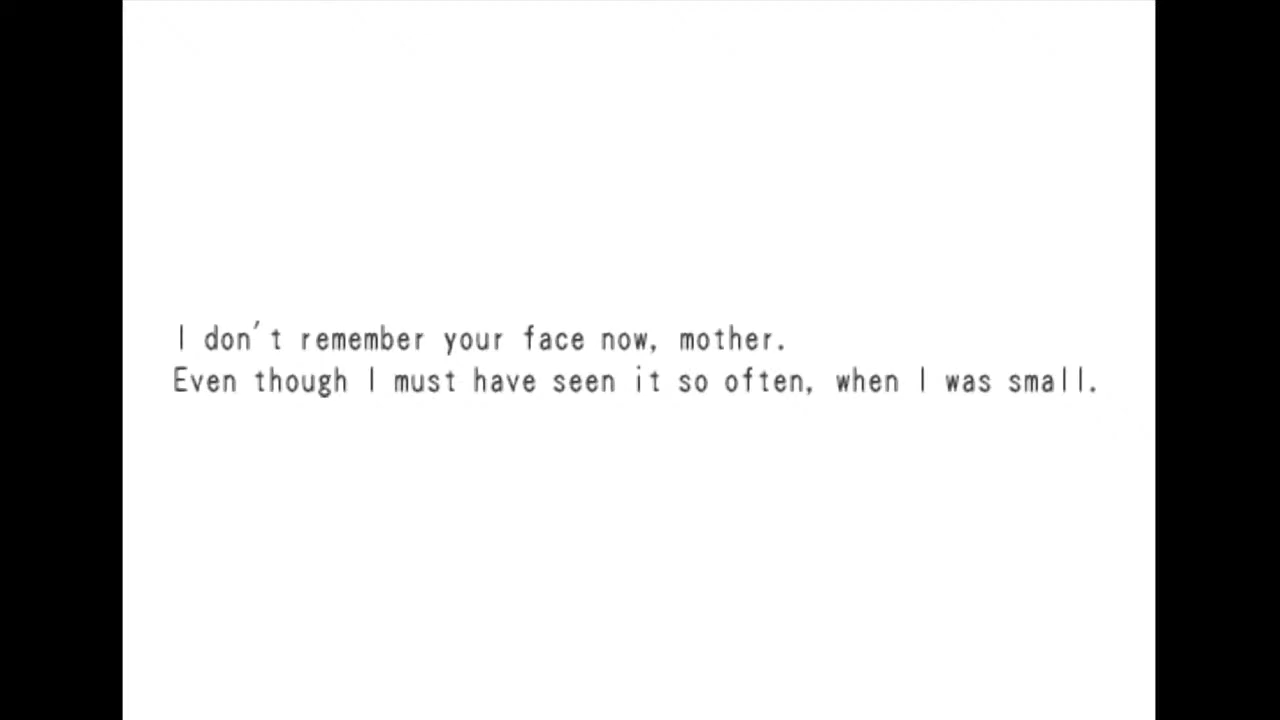 I don't remember your face now, mother.
Even though I must have seen it so often, when I was small.